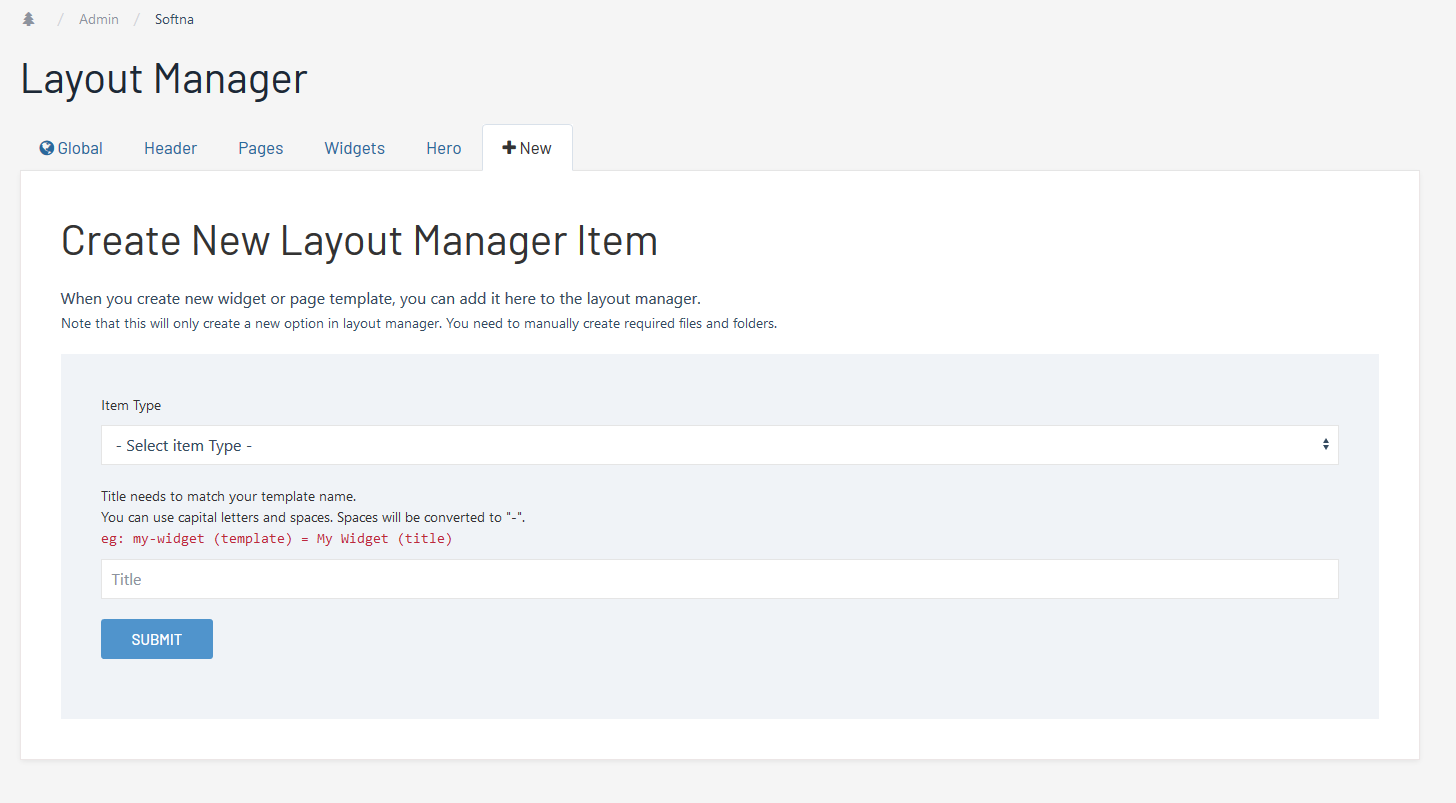 / Admin / Softna
Layout Manager
Global Header Pages Widgets Hero New
Create New Layout Manager Item
When you create new widget or page template, you can add it here to the layout manager.
Note that this will only create a new option in layout manager. You need to manually create required files and folders.
Item Type
- Select item Type -
Title needs to match your template name.
You can use capital letters and spaces. Spaces will be converted to "-".
eg: my-widget (template) = My Widget (title)
Title
SUBMIT